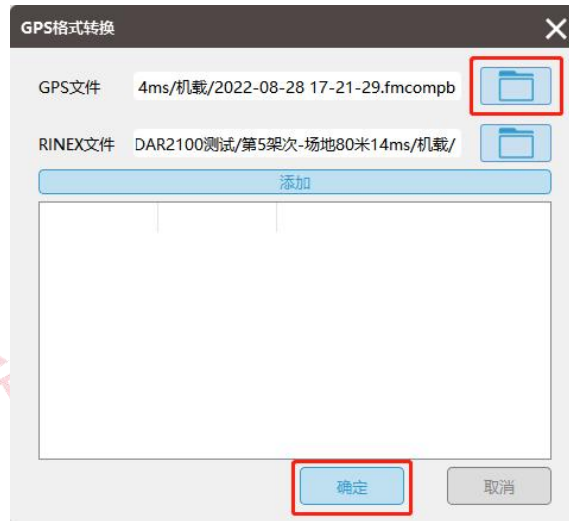 GPS格式转换
GPS文件 4ms/机载/2022-08-28 17-21-29.fmcompb
RINEX文件 DAR2100测试/第5架次-场地80米14ms/机载/
添加
确定 取消